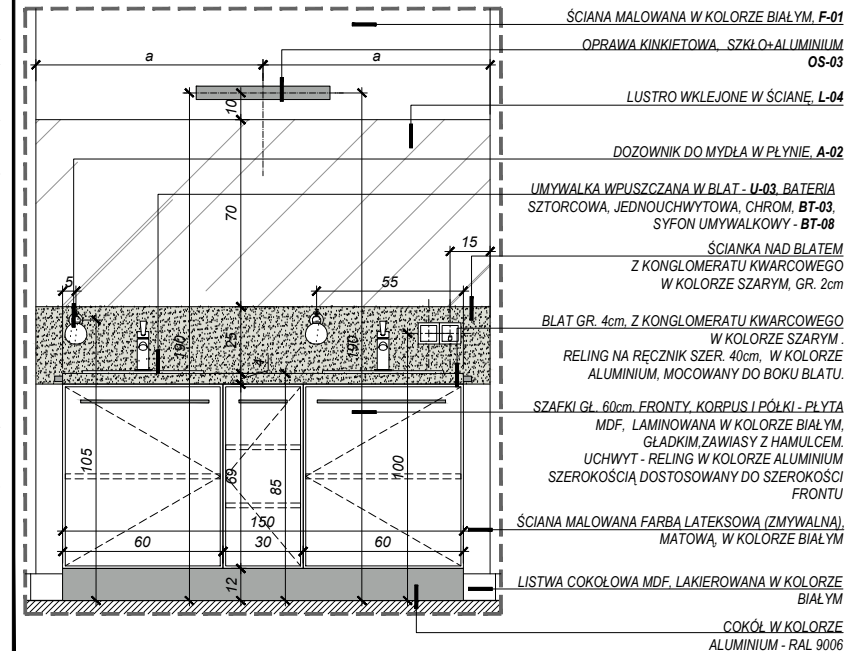 ŚCIANA MALOWANA W KOLORZE BIAŁYM, F-01
OPRAWA KINKIETOWA, SZKŁO+ALUMINIUM
OS-03
LUSTRO WKLEJONE W ŚCIANĘ, L-04
DOZOWNIK DO MYDŁA W PŁYNIE, A-02
UMYWALKA WPUSZCZANA W BLAT - U-03, BATERIA
SZTORCOWA, JEDNOUCHWYTOWA, CHROM, BT-03,
SYFON UMYWALKOWY - BT-08
ŚCIANKA NAD BLATEM
Z KONGLOMERATU KWARCOWEGO
W KOLORZE SZARYM, GR. 2cm
BLAT GR. 4cm, Z KONGLOMERATU KWARCOWEGO
W KOLORZE SZARYM .
RELING NA RĘCZNIK SZER. 40cm, W KOLORZE
ALUMINIUM, MOCOWANY DO BOKU BLATU.
SZAFKI GŁ. 60cm. FRONTY, KORPUS I PÓŁKI - PŁYTA
MDF, LAMINOWANA W KOLORZE BIAŁYM,
GŁADKIM,ZAWIASY Z HAMULCEM.
UCHWYT - RELING W KOLORZE ALUMINIUM
SZEROKOŚCIĄ DOSTOSOWANY DO SZEROKOŚCI
FRONTU
ŚCIANA MALOWANA FARBĄ LATEKSOWĄ (ZMYWALNĄ),
MATOWĄ, W KOLORZE BIAŁYM
LISTWA COKOŁOWA MDF, LAKIEROWANA W KOLORZE
BIAŁYM
COKÓŁ W KOLORZE
ALUMINIUM - RAL 9006
a
a
10
70
15
5
55
190
25
190
4
105
69
85
100
150
60
30
60
12